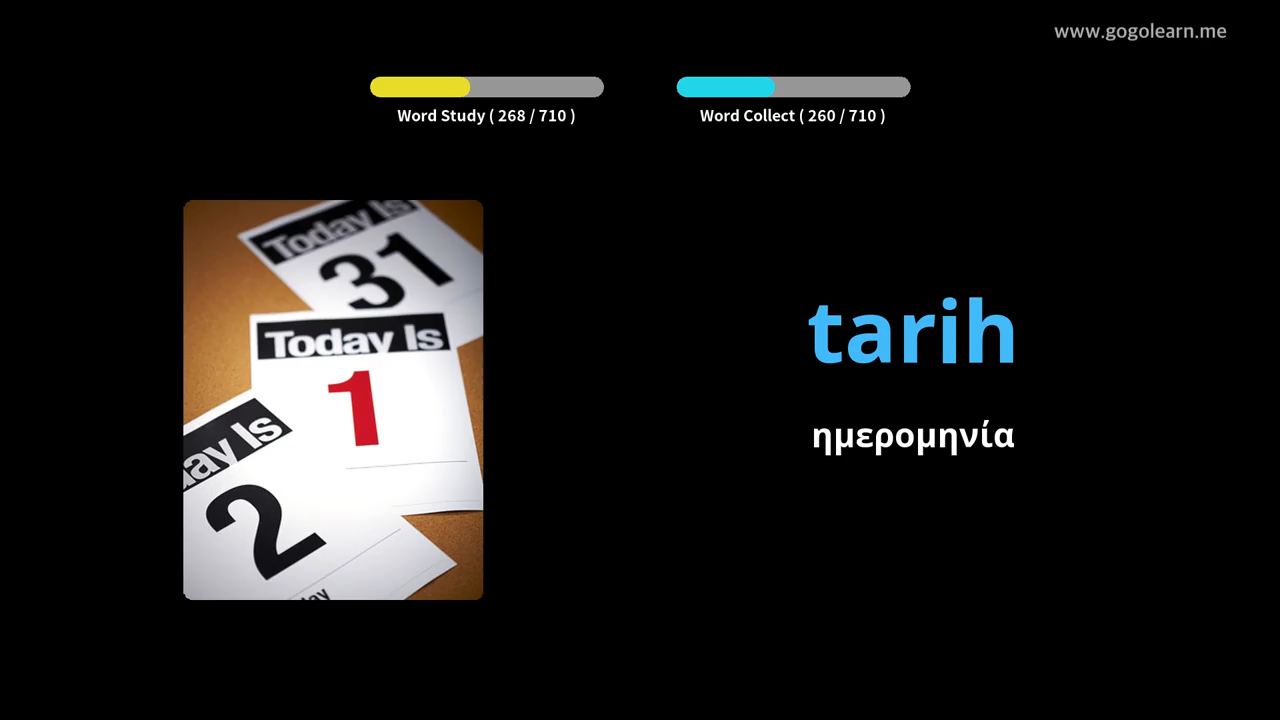 www.gogolearn.me
Word Study ( 268 / 710 )
Word Collect ( 260 / 710 )
Today Is
31
Today Is
1
ay Is
2
day
tarih
ημερομηνία